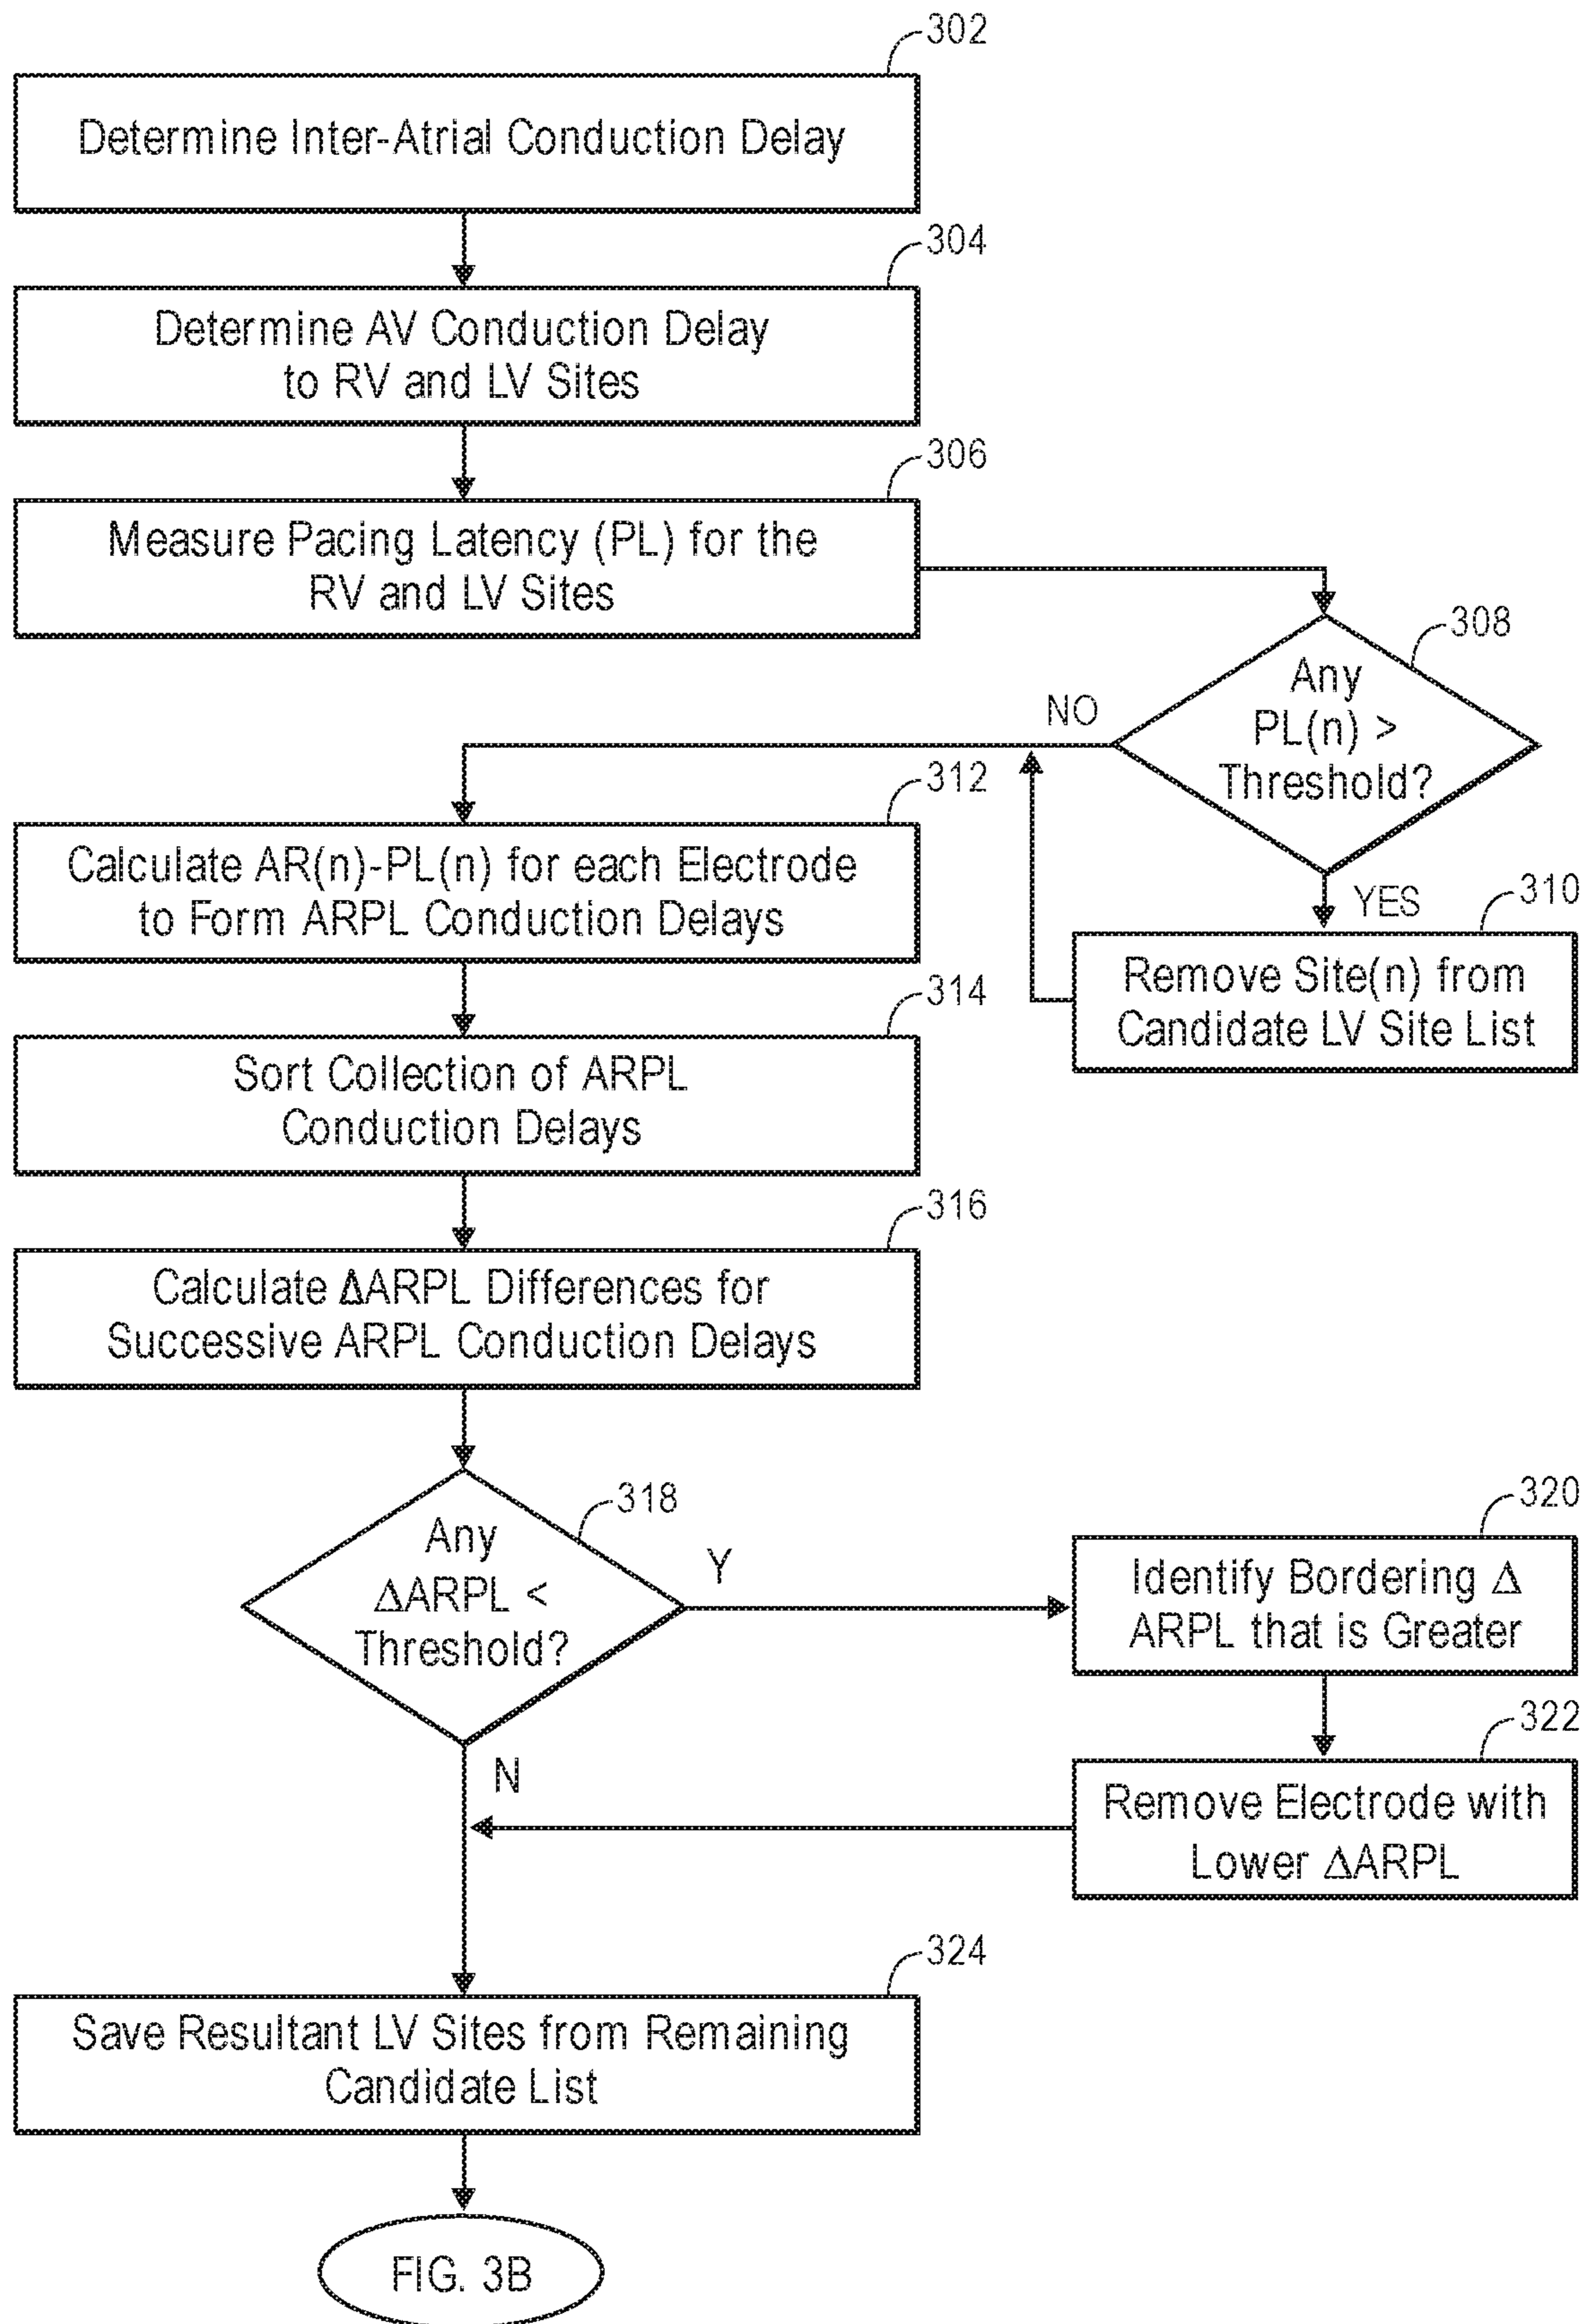 302
Determine Inter-Atrial Conduction Delay
304
Determine AV Conduction Delay
to RV and LV Sites
306
Measure Pacing Latency (PL) for the
RV and LV Sites
308
Any
PL(n) >
Threshold?
NO
YES
310
Remove Site(n) from
Candidate LV Site List
312
Calculate AR(n)-PL(n) for each Electrode
to Form ARPL Conduction Delays
314
Sort Collection of ARPL
Conduction Delays
316
Calculate ΔARPL Differences for
Successive ARPL Conduction Delays
318
Any
ΔARPL <
Threshold?
Y
N
320
Identify Bordering Δ
ARPL that is Greater
322
Remove Electrode with
Lower ΔARPL
324
Save Resultant LV Sites from Remaining
Candidate List
FIG. 3B